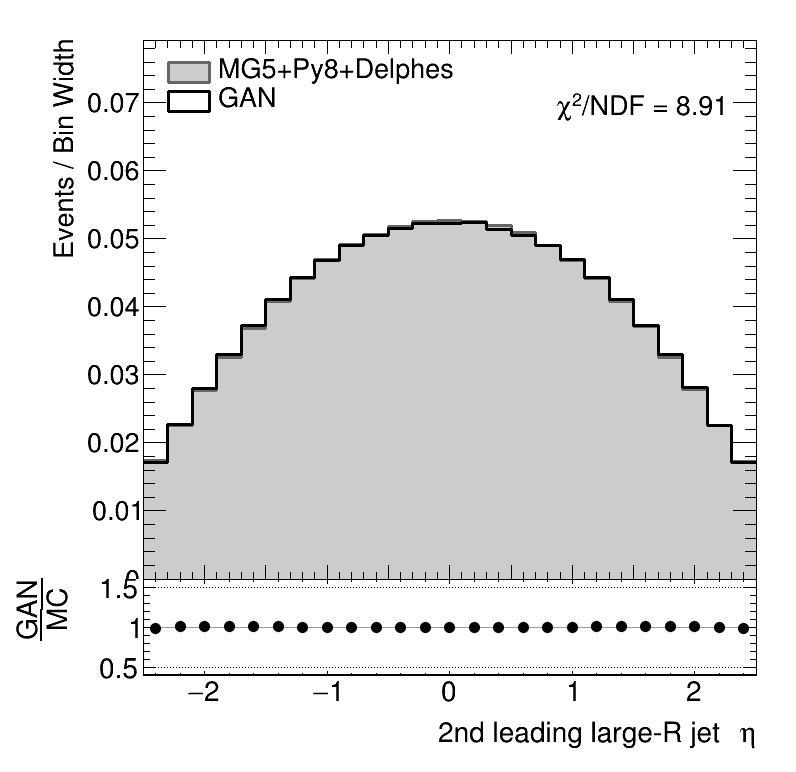 Events / Bin Width
MG5+Py8+Delphes
GAN
χ²/NDF = 8.91
0.07
0.06
0.05
0.04
0.03
0.02
0.01
0
GAN
MC
1.5
1
0.5
−2
−1
0
1
2
2nd leading large-R jet η